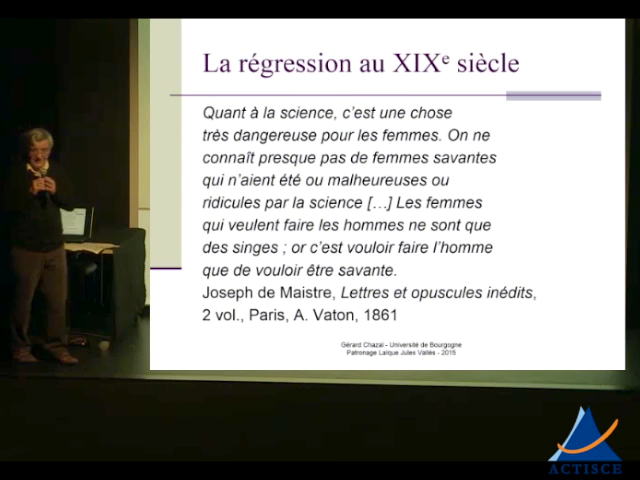 La régression au XIXe siècle
Quant à la science, c'est une chose
très dangereuse pour les femmes. On ne
connaît presque pas de femmes savantes
qui n'aient été ou malheureuses ou
ridicules par la science […] Les femmes
qui veulent faire les hommes ne sont que
des singes ; or c'est vouloir faire l'homme
que de vouloir être savante.
Joseph de Maistre, Lettres et opuscules inédits,
2 vol., Paris, A. Vaton, 1861
Gérard Chazal - Université de Bourgogne
Patronage Laïque Jules Vallès - 2015
ACTISCE